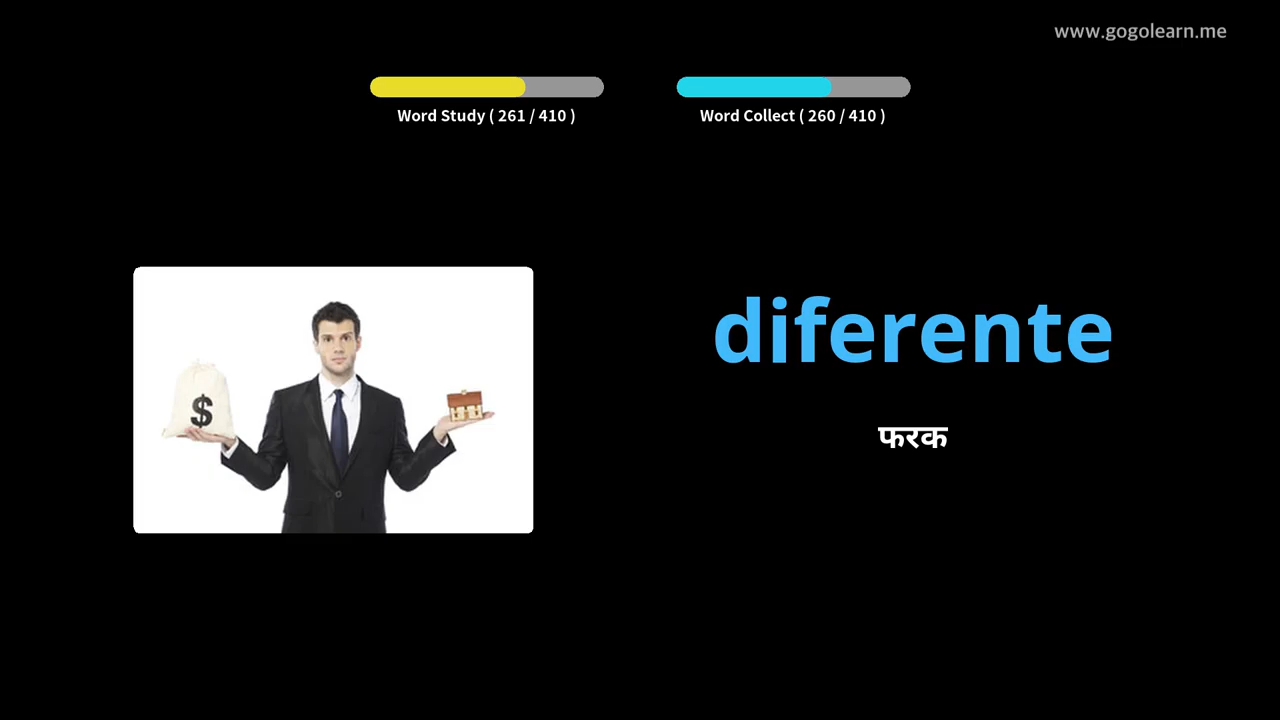 www.gogolearn.me
Word Study ( 261 / 410 )
Word Collect ( 260 / 410 )
$
diferente
फरक